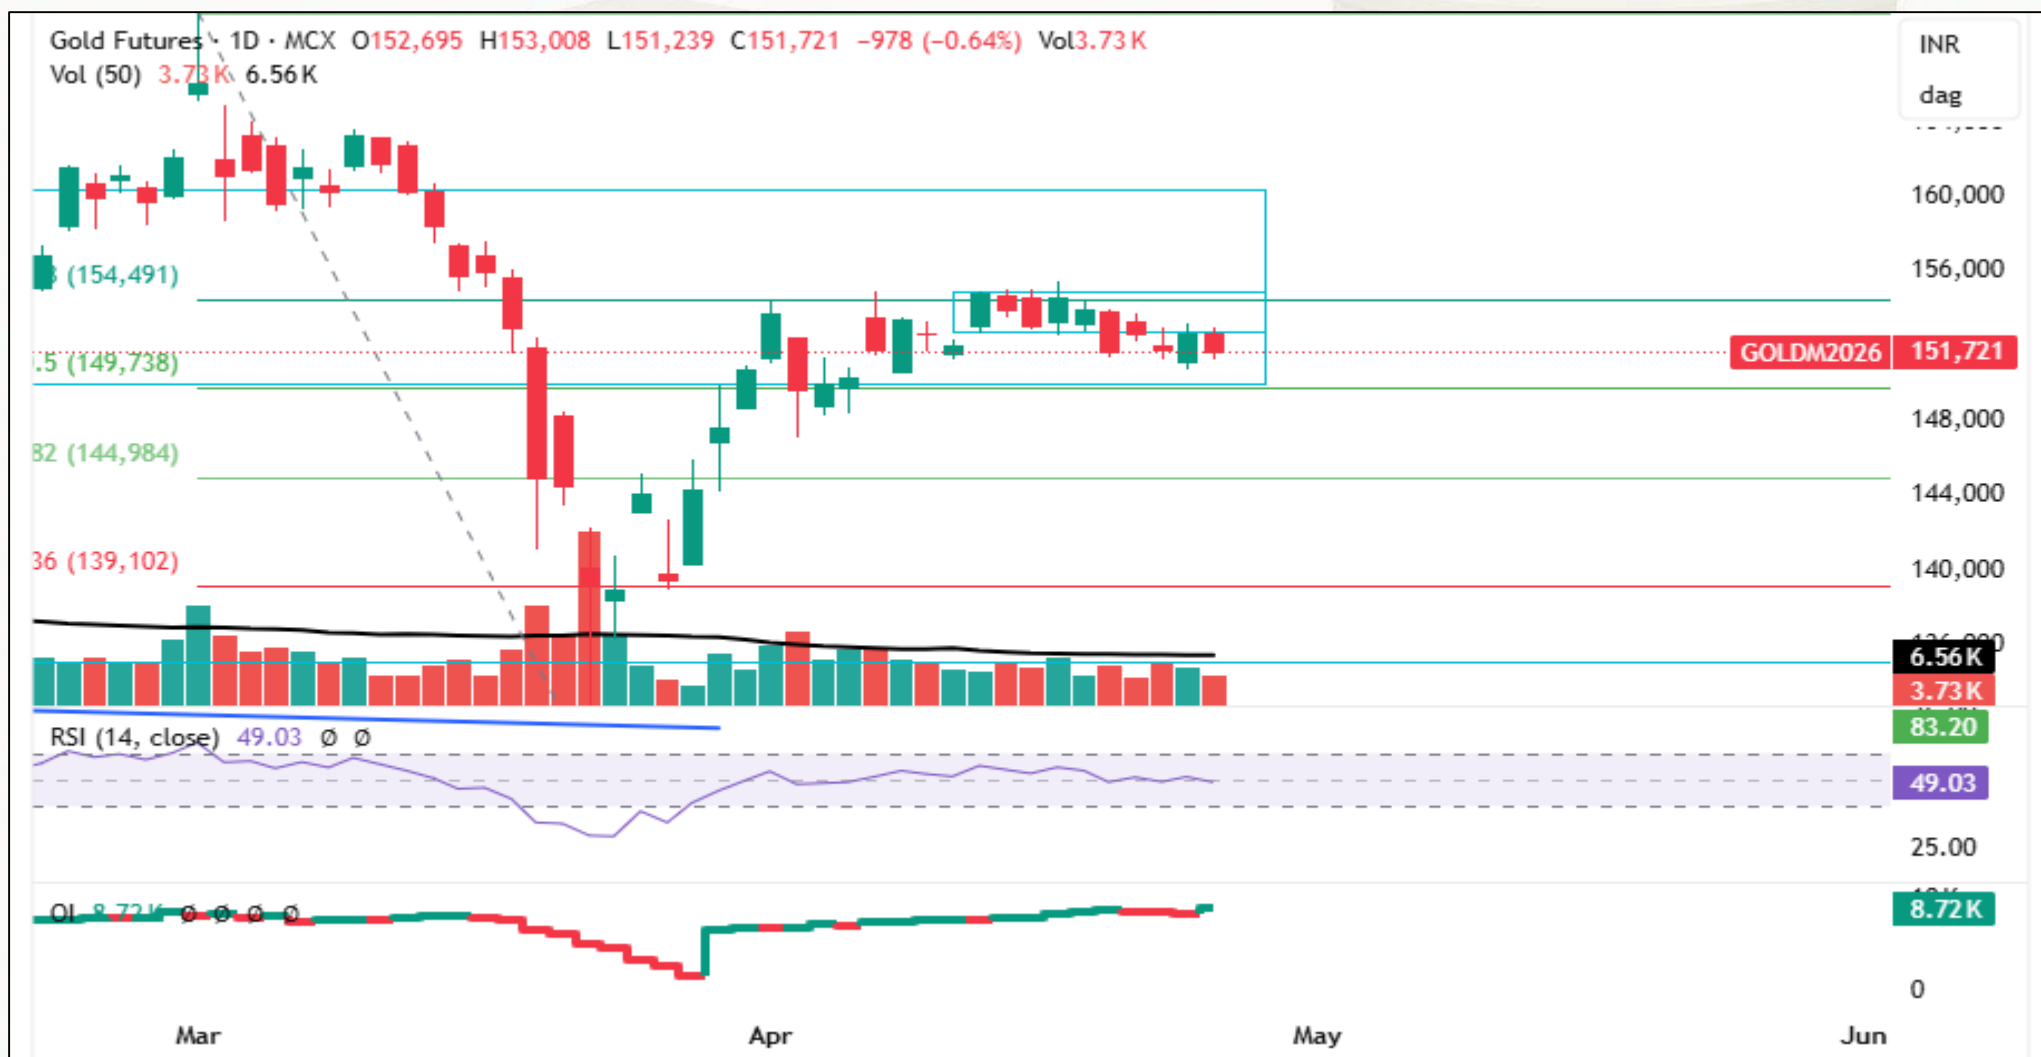 Gold Futures · 1D · MCX O152,695 H153,008 L151,239 C151,721 −978 (−0.64%) Vol3.73 K
Vol (50) 3.73 K 6.56 K
INR
dag
160,000
156,000
(154,491)
GOLDM2026 151,721
.5 (149,738)
148,000
82 (144,984)
144,000
36 (139,102)
140,000
6.56 K
3.73 K
83.20
RSI (14, close) 49.03 Ø Ø
49.03
25.00
OI 8.72 K Ø Ø Ø Ø
8.72 K
0
Mar Apr May Jun